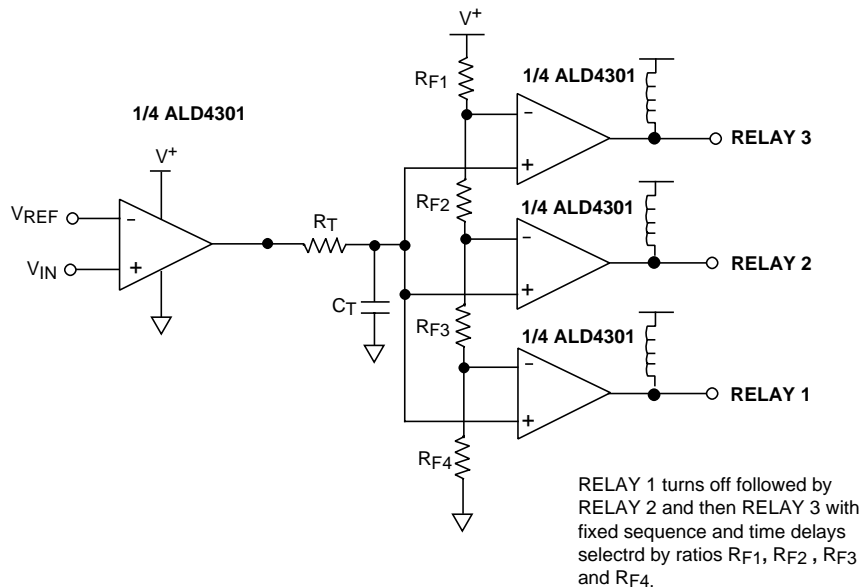 V+
RF1
1/4 ALD4301
1/4 ALD4301
V+
-
+
RELAY 3
VREF
-
VIN
+
RT
RF2
1/4 ALD4301
-
+
RELAY 2
CT
RF3
1/4 ALD4301
-
+
RELAY 1
RF4
RELAY 1 turns off followed by
RELAY 2 and then RELAY 3 with
fixed sequence and time delays
selectrd by ratios RF1, RF2 , RF3
and RF4.